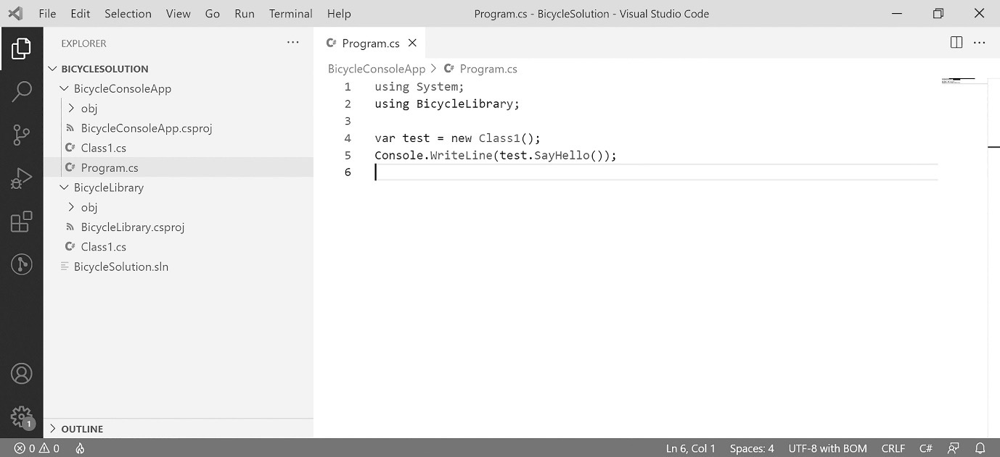 File Edit Selection View Go Run Terminal Help Program.cs - BicycleSolution - Visual Studio Code
EXPLORER
BICYCLESOLUTION
BicycleConsoleApp
obj
BicycleConsoleApp.csproj
Class1.cs
Program.cs
BicycleLibrary
obj
BicycleLibrary.csproj
Class1.cs
BicycleSolution.sln
OUTLINE
1
C# Program.cs
BicycleConsoleApp > C# Program.cs
1 using System;
2 using BicycleLibrary;
3
4 var test = new Class1();
5 Console.WriteLine(test.SayHello());
6
0 0 Ln 6, Col 1 Spaces: 4 UTF-8 with BOM CRLF C#